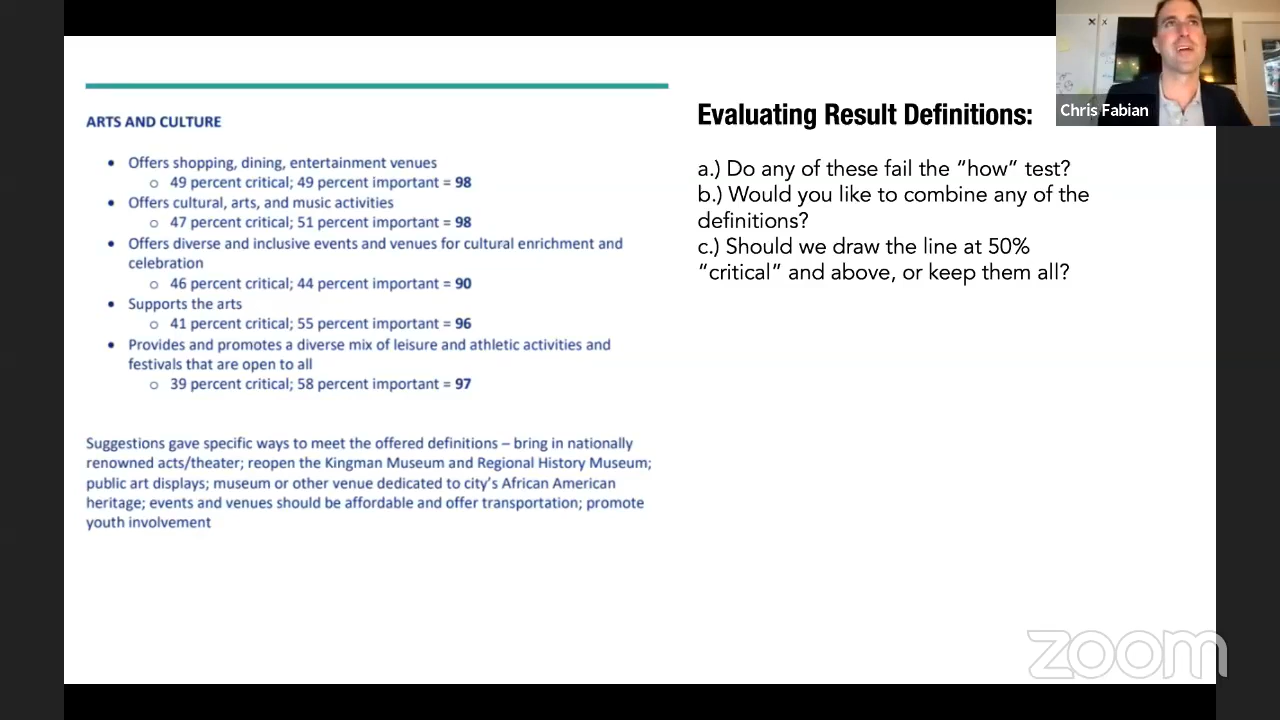 ARTS AND CULTURE
• Offers shopping, dining, entertainment venues
o 49 percent critical; 49 percent important = 98
• Offers cultural, arts, and music activities
o 47 percent critical; 51 percent important = 98
• Offers diverse and inclusive events and venues for cultural enrichment and
celebration
o 46 percent critical; 44 percent important = 90
• Supports the arts
o 41 percent critical; 55 percent important = 96
• Provides and promotes a diverse mix of leisure and athletic activities and
festivals that are open to all
o 39 percent critical; 58 percent important = 97
Suggestions gave specific ways to meet the offered definitions – bring in nationally
renowned acts/theater; reopen the Kingman Museum and Regional History Museum;
public art displays; museum or other venue dedicated to city's African American
heritage; events and venues should be affordable and offer transportation; promote
youth involvement
Evaluating Result Definitions:
a.) Do any of these fail the “how” test?
b.) Would you like to combine any of the
definitions?
c.) Should we draw the line at 50%
“critical” and above, or keep them all?
Chris Fabian
zoom